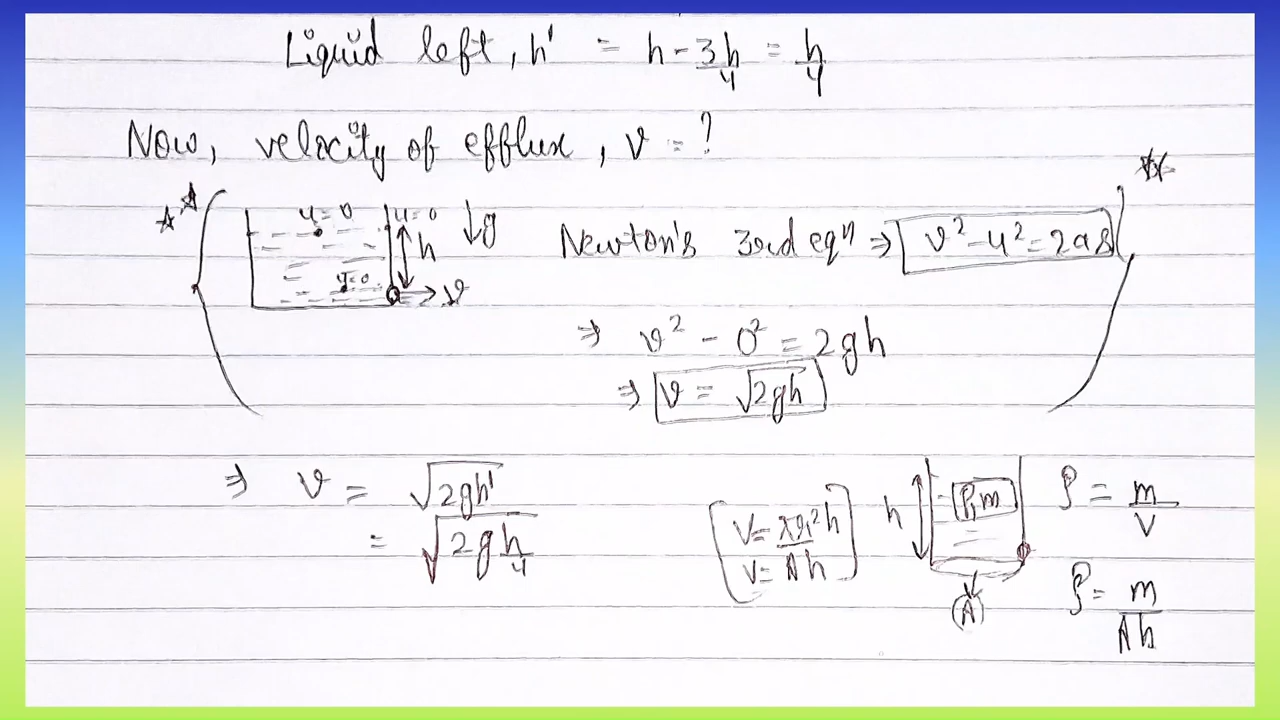 Liquid left, h' = h - 3h/4 = h/4
Now, velocity of efflux, v = ?
u = 0 u = 0 ↓g
h
u=0 → v
Newton's 3rd eqⁿ ⇒ v² - u² = 2as
⇒ v² - 0² = 2gh
⇒ v = √2gh
⇒ v = √2gh'
= √2gh/4
V = πr²h
V = Ah
h ρ, m
(A)
ρ = m/V
ρ = m/Ah